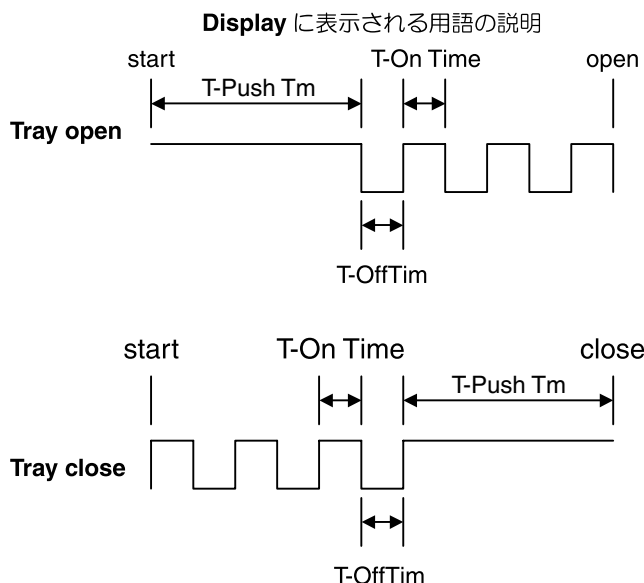 Display に表示される用語の説明
start T-On Time open
T-Push Tm
Tray open
T-OffTim
start T-On Time close
T-Push Tm
Tray close
T-OffTim